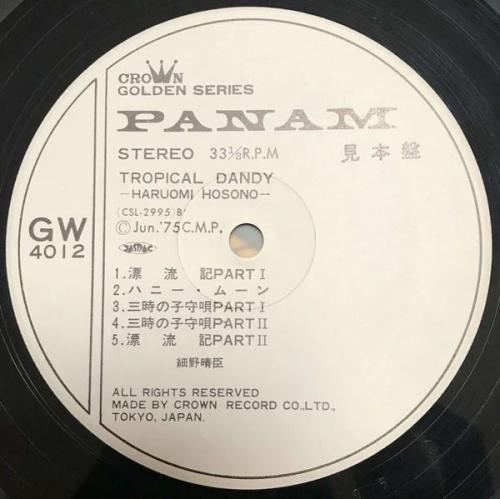 CROWN
GOLDEN SERIES
PANAM
STEREO 33⅓R.P.M 見本盤
TROPICAL DANDY
—HARUOMI HOSONO—
(CSL-2995)B
ⒸJun.'75C.M.P.
JASRAC
GW
4012
1.漂流記PART I
2.ハニー・ムーン
3.三時の子守唄PART I
4.三時の子守唄PART II
5.漂流記PART II
細野晴臣
ALL RIGHTS RESERVED
MADE BY CROWN RECORD CO.,LTD.,
TOKYO, JAPAN.